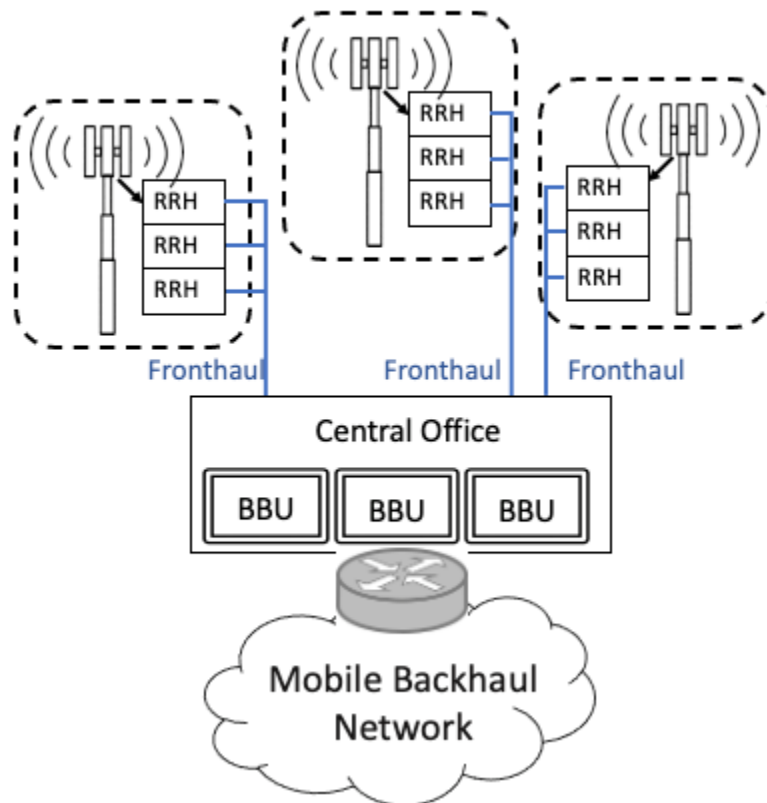 RRH
RRH
RRH
RRH
RRH
RRH
RRH
RRH
RRH
Fronthaul
Fronthaul
Fronthaul
Central Office
BBU
BBU
BBU
Mobile Backhaul
Network